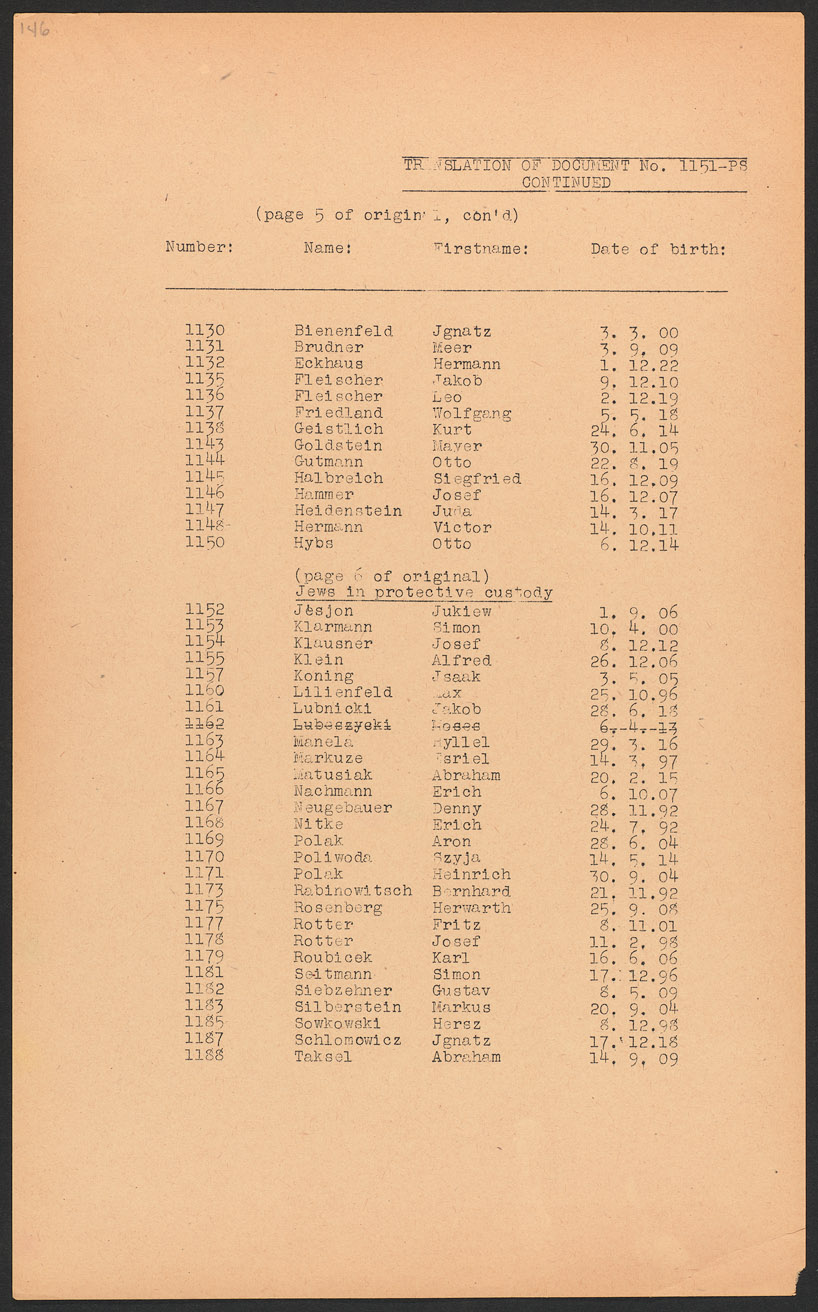 146
TRANSLATION OF DOCUMENT No. 1151-PS
CONTINUED
(page 5 of original, con'd)
Number: Name: Firstname: Date of birth:
1130 Bienenfeld Jgnatz 3. 3. 00
1131 Brudner Meer 3. 9. 09
1132 Eckhaus Hermann 1. 12.22
1135 Fleischer Jakob 9. 12.10
1136 Fleischer Leo 2. 12.19
1137 Friedland Wolfgang 5. 5. 18
1138 Geistlich Kurt 24. 6. 14
1143 Goldstein Mayer 30. 11.05
1144 Gutmann Otto 22. 8. 19
1145 Halbreich Siegfried 16. 12.09
1146 Hammer Josef 16. 12.07
1147 Heidenstein Juda 14. 3. 17
1148- Hermann Victor 14. 10.11
1150 Hybs Otto 6. 12.14
(page 6 of original)
Jews in protective custody
1152 Jèsjon Jukiew 1. 9. 06
1153 Klarmann Simon 10. 4. 00
1154 Klausner Josef 8. 12.12
1155 Klein Alfred 26. 12.06
1157 Koning Jsaak 3. 5. 05
1160 Lilienfeld Max 25. 10.96
1161 Lubnicki Jakob 28. 6. 18
1162 Lubeszyski Moses 6. 4. 13
1163 Manela Hyllel 29. 3. 16
1164 Markuze Jsriel 14. 3. 97
1165 Matusiak Abraham 20. 2. 15
1166 Nachmann Erich 6. 10.07
1167 Neugebauer Denny 28. 11.92
1168 Nitke Erich 24. 7. 92
1169 Polak Aron 28. 6. 04
1170 Poliwoda Szyja 14. 5. 14
1171 Polak Heinrich 30. 9. 04
1173 Rabinowitsch Bernhard 21. 11.92
1175 Rosenberg Herwarth 25. 9. 08
1177 Rotter Fritz 8. 11.01
1178 Rotter Josef 11. 2. 98
1179 Roubicek Karl 16. 6. 06
1181 Seitmann Simon 17. 12.96
1182 Siebzehner Gustav 8. 5. 09
1183 Silberstein Markus 20. 9. 04
1185 Sowkowski Hersz 8. 12.98
1187 Schlomowicz Jgnatz 17. 12.18
1188 Taksel Abraham 14. 9. 09